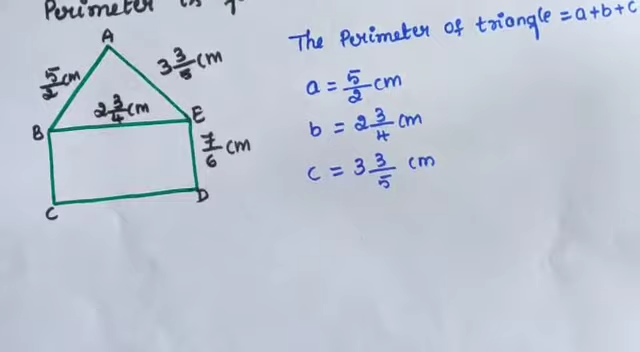 Perimeter is
A
5/2 cm
3 3/5 cm
2 3/4 cm
B
E
7/6 cm
C
D
The Perimeter of triangle = a+b+c
a = 5/2 cm
b = 2 3/4 cm
c = 3 3/5 cm